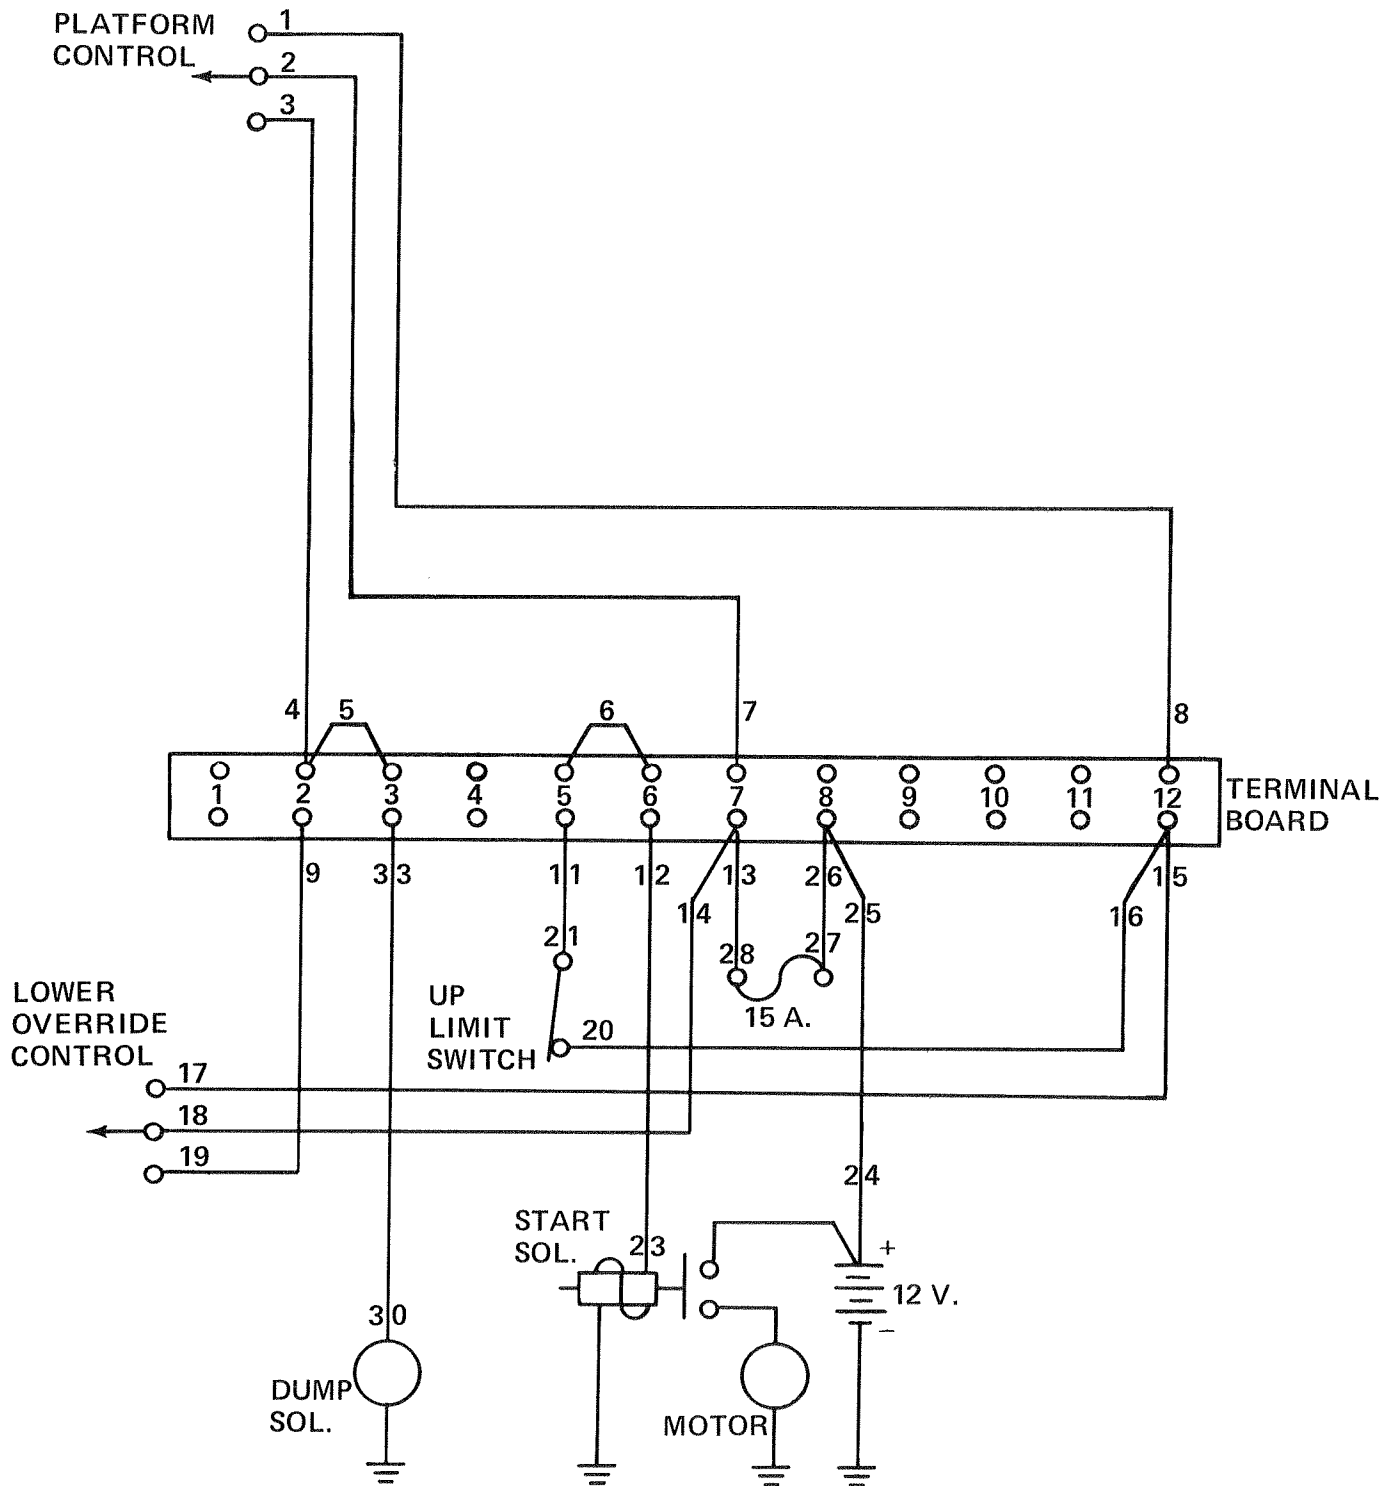 PLATFORM
CONTROL
1
2
3
4
5
6
7
8
1 2 3 4 5 6 7 8 9 10 11 12
TERMINAL
BOARD
9
33
11
12
13
26
15
14
25
16
21
28
27
15 A.
LOWER
OVERRIDE
CONTROL
UP
LIMIT
SWITCH
20
17
18
19
24
START
SOL.
23
+
12 V.
−
30
DUMP
SOL.
MOTOR